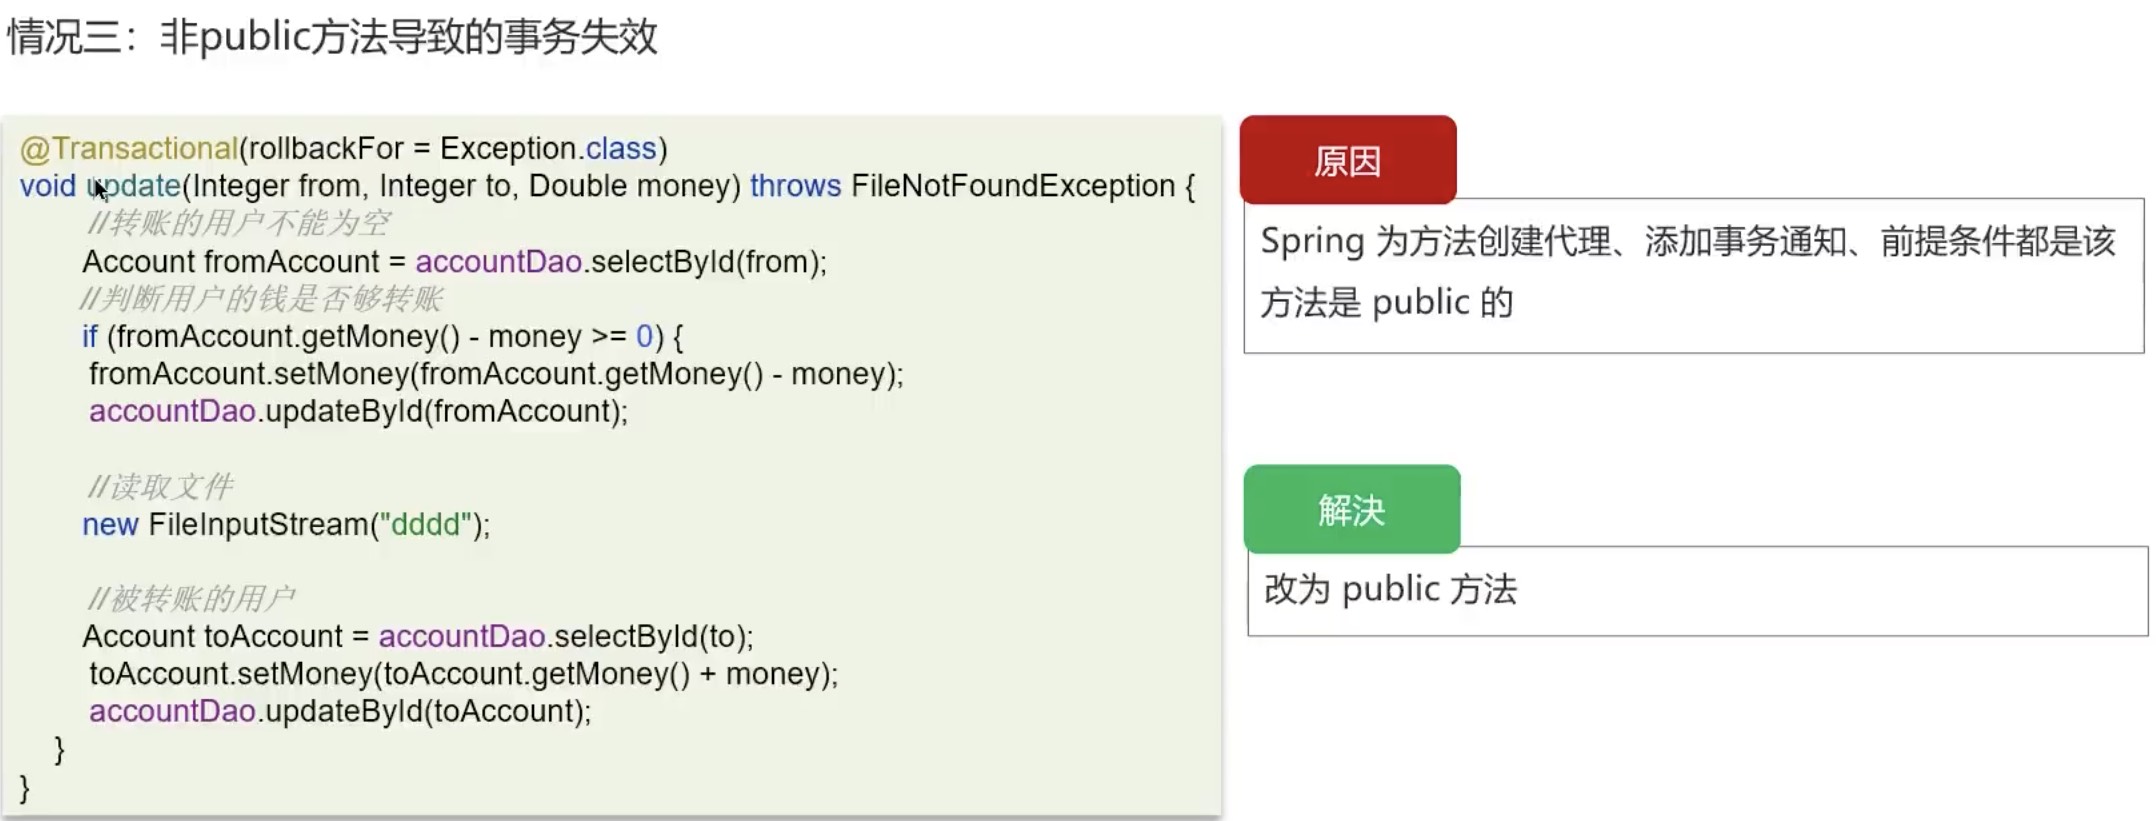 情况三：非public方法导致的事务失效
@Transactional(rollbackFor = Exception.class)
void update(Integer from, Integer to, Double money) throws FileNotFoundException {
//转账的用户不能为空
Account fromAccount = accountDao.selectById(from);
//判断用户的钱是否够转账
if (fromAccount.getMoney() - money >= 0) {
fromAccount.setMoney(fromAccount.getMoney() - money);
accountDao.updateById(fromAccount);
//读取文件
new FileInputStream("dddd");
//被转账的用户
Account toAccount = accountDao.selectById(to);
toAccount.setMoney(toAccount.getMoney() + money);
accountDao.updateById(toAccount);
}
}
原因
Spring 为方法创建代理、添加事务通知、前提条件都是该
方法是 public 的
解決
改为 public 方法